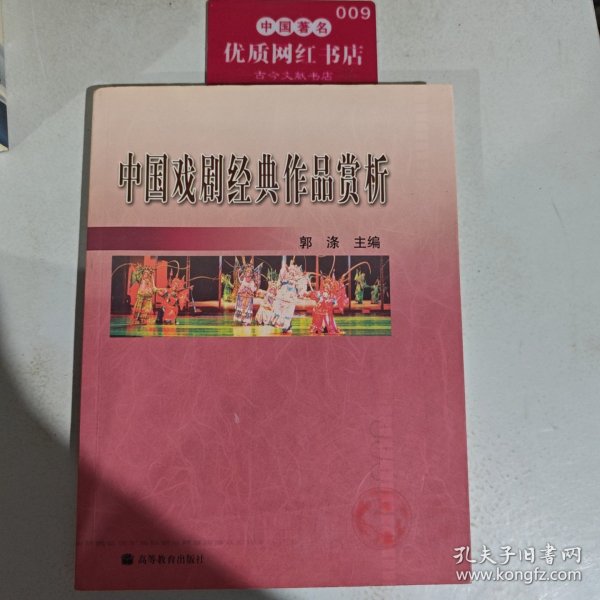 009
中国著名
优质网红书店
古今文献书店
中国戏剧经典作品赏析
郭涤 主编
高等教育出版社
孔夫子旧书网
www.kongfz.com